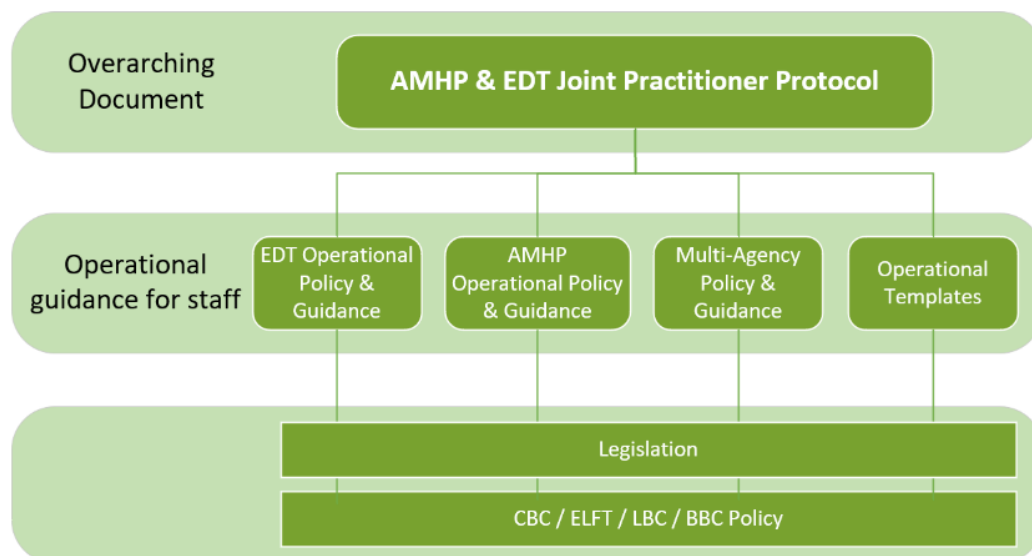 Overarching
Document
AMHP & EDT Joint Practitioner Protocol
Operational
guidance for staff
EDT Operational
Policy &
Guidance
AMHP
Operational Policy
& Guidance
Multi-Agency
Policy &
Guidance
Operational
Templates
Legislation
CBC / ELFT / LBC / BBC Policy